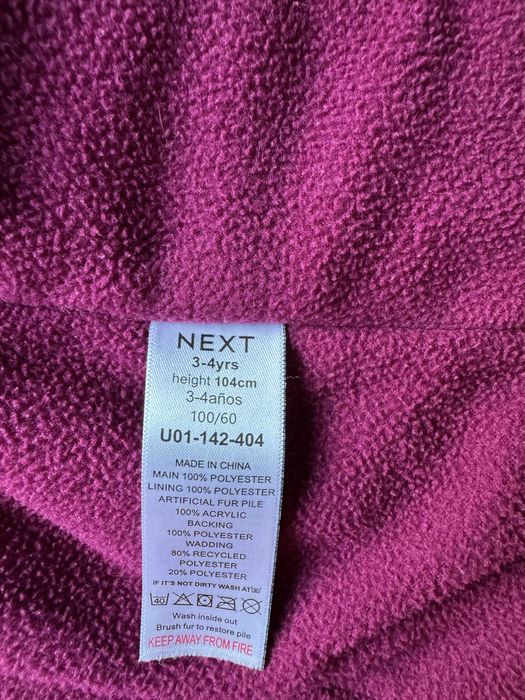 NEXT
3-4yrs
height 104cm
3-4años
100/60
U01-142-404
MADE IN CHINA
MAIN 100% POLYESTER
LINING 100% POLYESTER
ARTIFICIAL FUR PILE
100% ACRYLIC
BACKING
100% POLYESTER
WADDING
80% RECYCLED
POLYESTER
20% POLYESTER
IF IT'S NOT DIRTY WASH AT
40
Wash inside out
Brush fur to restore pile
KEEP AWAY FROM FIRE